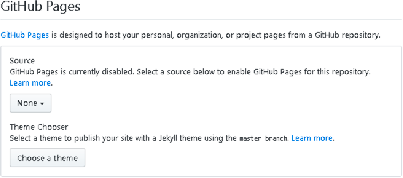 GitHub Pages
GitHub Pages is designed to host your personal, organization, or project pages from a GitHub repository.
Source
GitHub Pages is currently disabled. Select a source below to enable GitHub Pages for this repository.
Learn more.
None
Theme Chooser
Select a theme to publish your site with a Jekyll theme using the master branch. Learn more.
Choose a theme